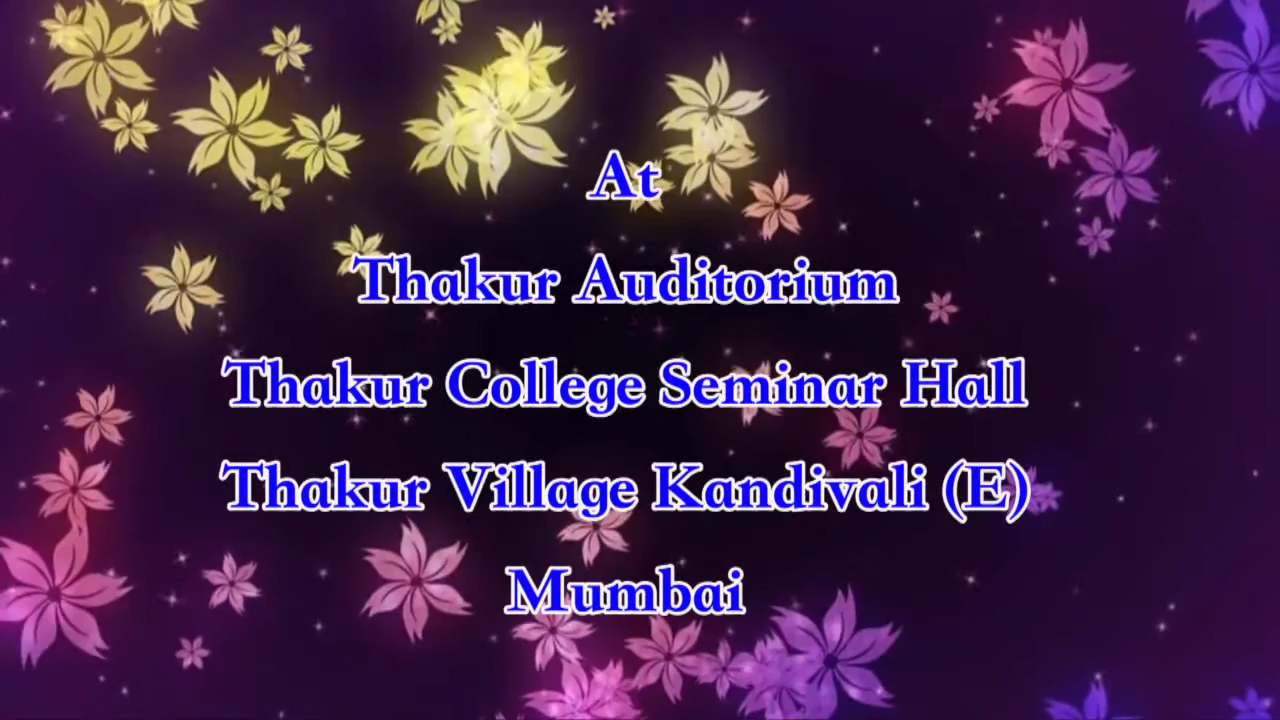 At
Thakur Auditorium
Thakur College Seminar Hall
Thakur Village Kandivali (E)
Mumbai